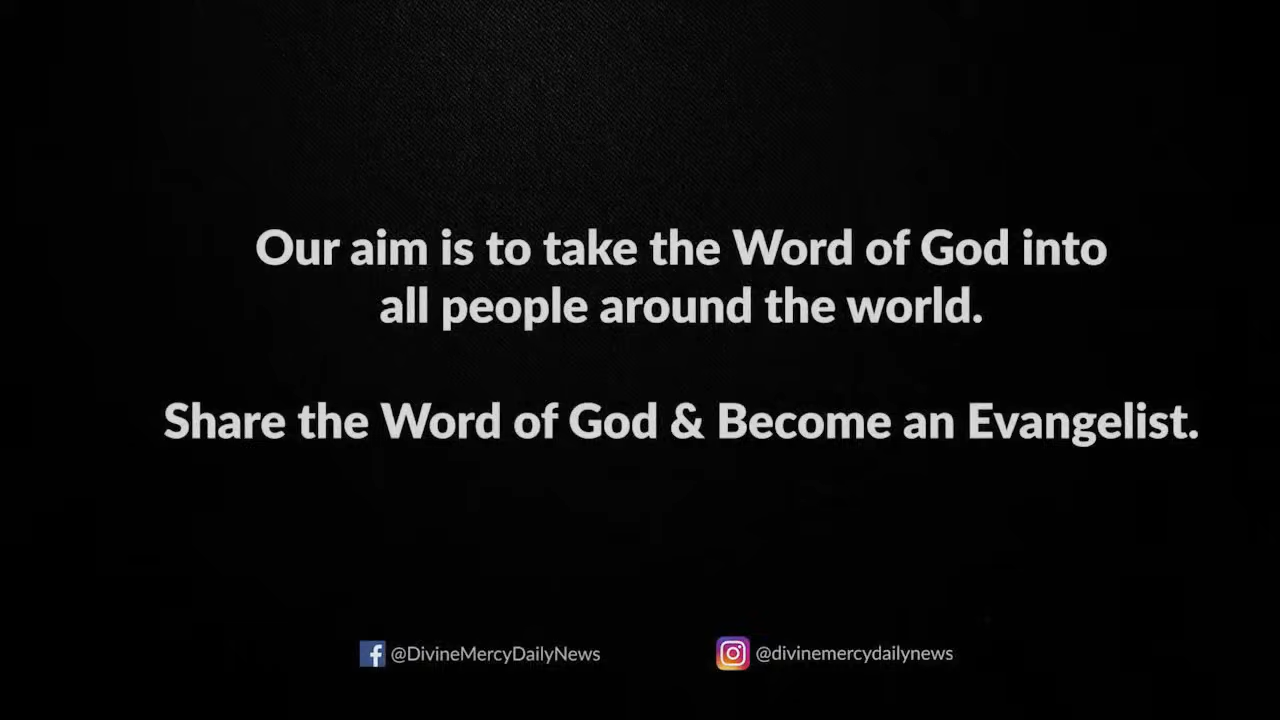 Our aim is to take the Word of God into
all people around the world.
Share the Word of God & Become an Evangelist.
@DivineMercyDailyNews
@divinemercydailynews